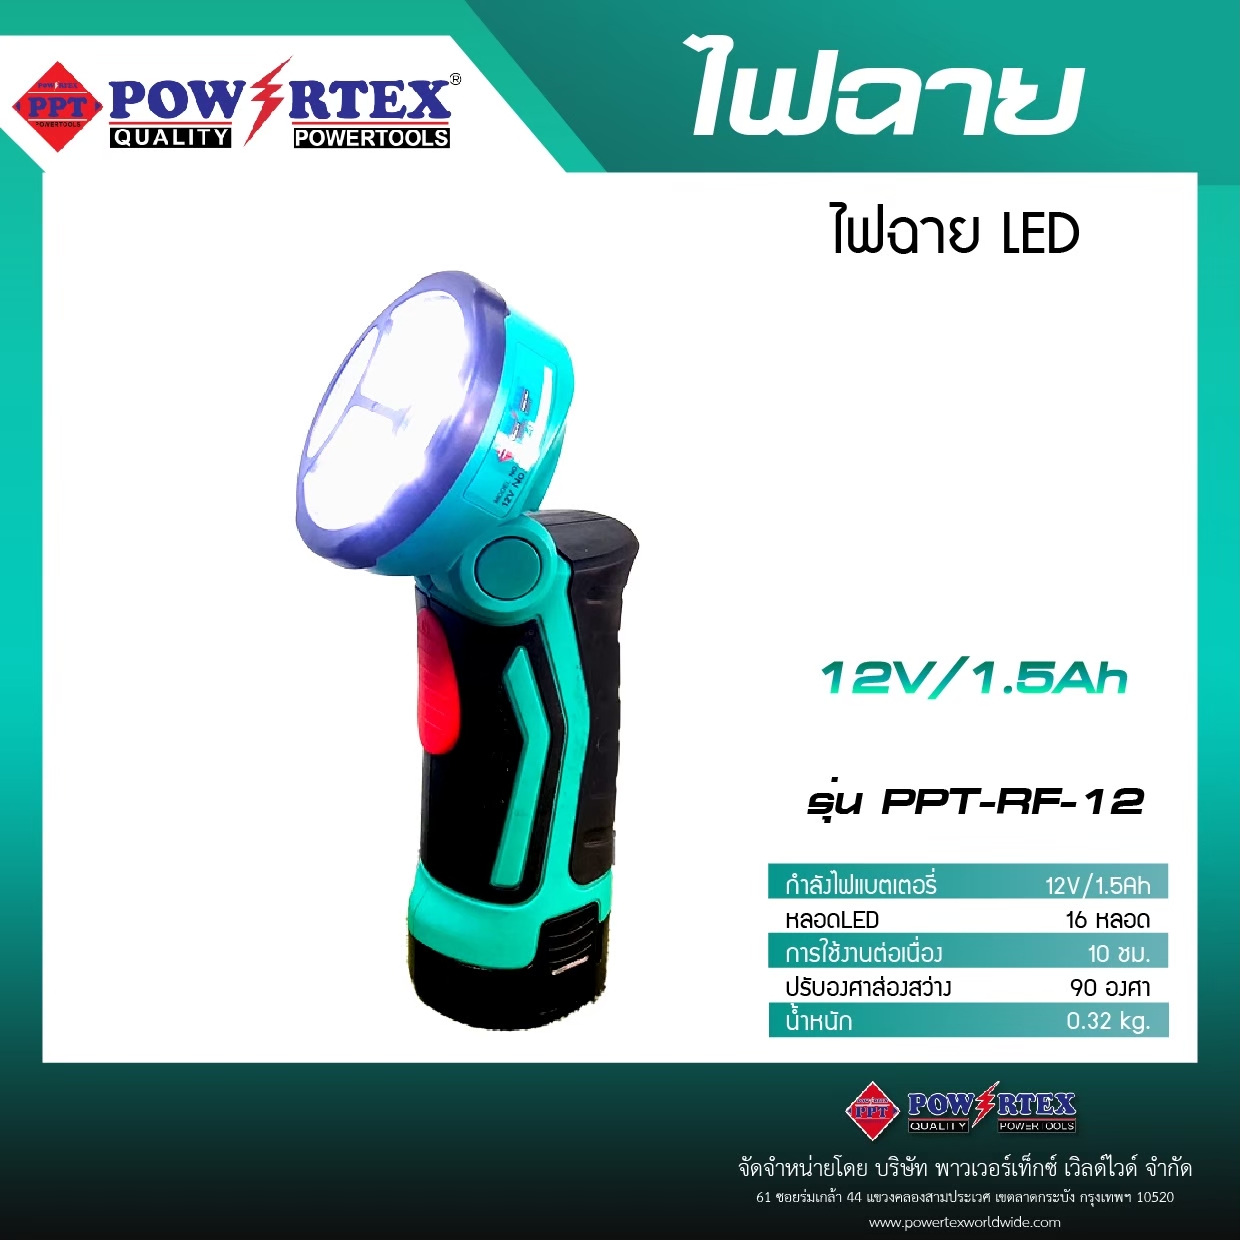 PPT
POWERTEX
POWERTOOLS
POWERTEX®
QUALITY POWERTOOLS
ไฟฉาย
ไฟฉาย LED
MODEL NO.
12V
12V/1.5Ah
รุ่น PPT-RF-12
กำลังไฟแบตเตอรี่ 12V/1.5Ah
หลอดLED 16 หลอด
การใช้งานต่อเนื่อง 10 ชม.
ปรับองศาส่องสว่าง 90 องศา
น้ำหนัก 0.32 kg.
PPT POWERTEX
QUALITY POWERTOOLS
จัดจำหน่ายโดย บริษัท พาวเวอร์เท็กซ์ เวิลด์ไวด์ จำกัด
61 ซอยร่มเกล้า 44 แขวงคลองสามประเวศ เขตลาดกระบัง กรุงเทพฯ 10520
www.powertexworldwide.com